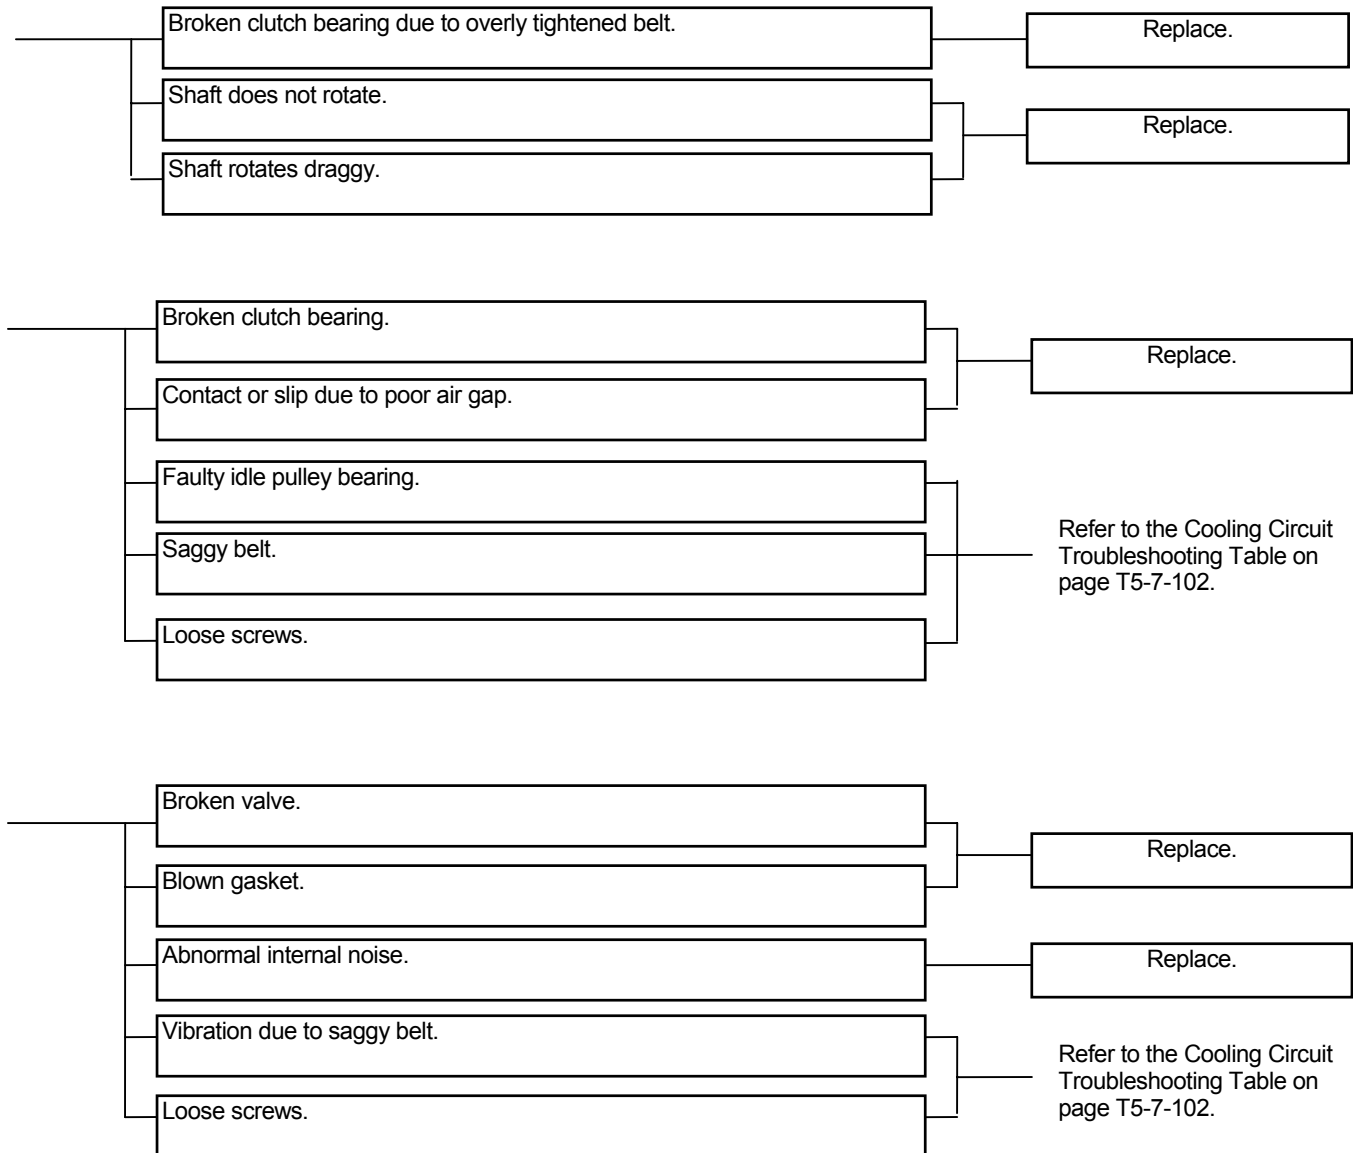 Broken clutch bearing due to overly tightened belt.
Replace.
Shaft does not rotate.
Replace.
Shaft rotates draggy.
Broken clutch bearing.
Replace.
Contact or slip due to poor air gap.
Faulty idle pulley bearing.
Saggy belt.
Refer to the Cooling Circuit
Troubleshooting Table on
page T5-7-102.
Loose screws.
Broken valve.
Replace.
Blown gasket.
Abnormal internal noise.
Replace.
Vibration due to saggy belt.
Refer to the Cooling Circuit
Troubleshooting Table on
page T5-7-102.
Loose screws.